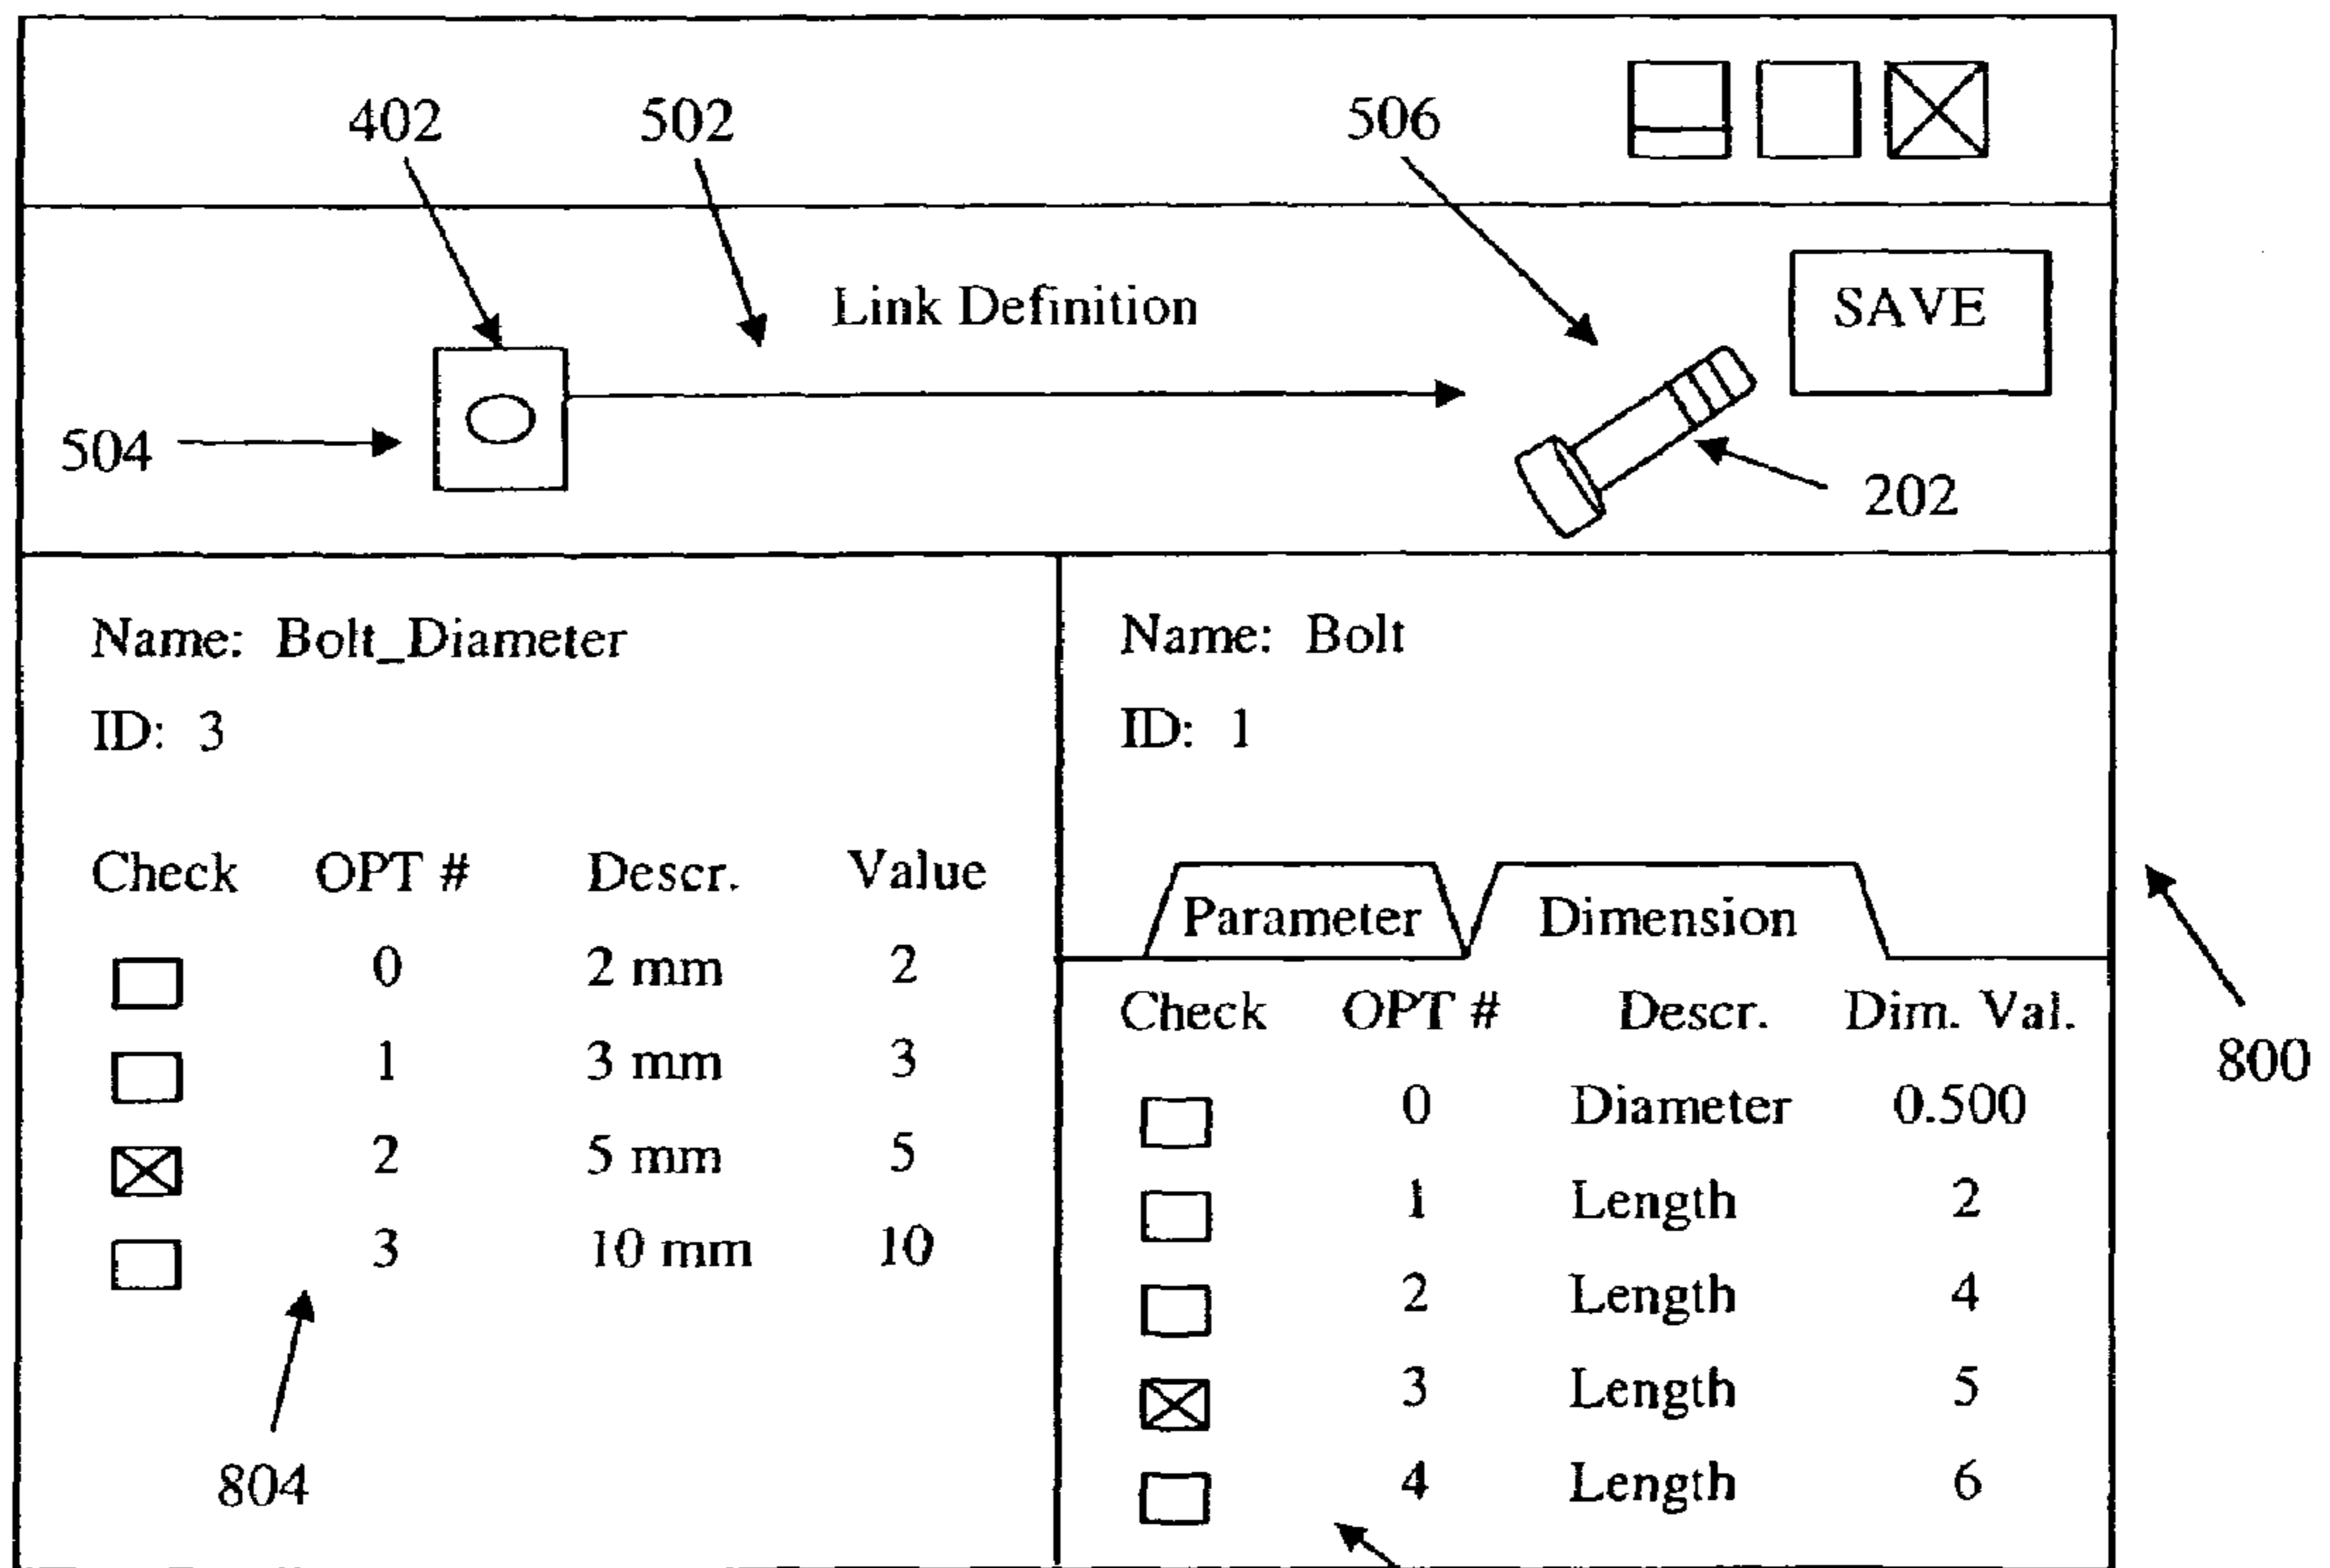 402 502 506
Link Definition SAVE
504
202
Name: Bolt_Diameter
ID: 3
Check OPT # Descr. Value
0 2 mm 2
1 3 mm 3
2 5 mm 5
3 10 mm 10
804
Name: Bolt
ID: 1
Parameter Dimension
Check OPT # Descr. Dim. Val.
0 Diameter 0.500
1 Length 2
2 Length 4
3 Length 5
4 Length 6
800